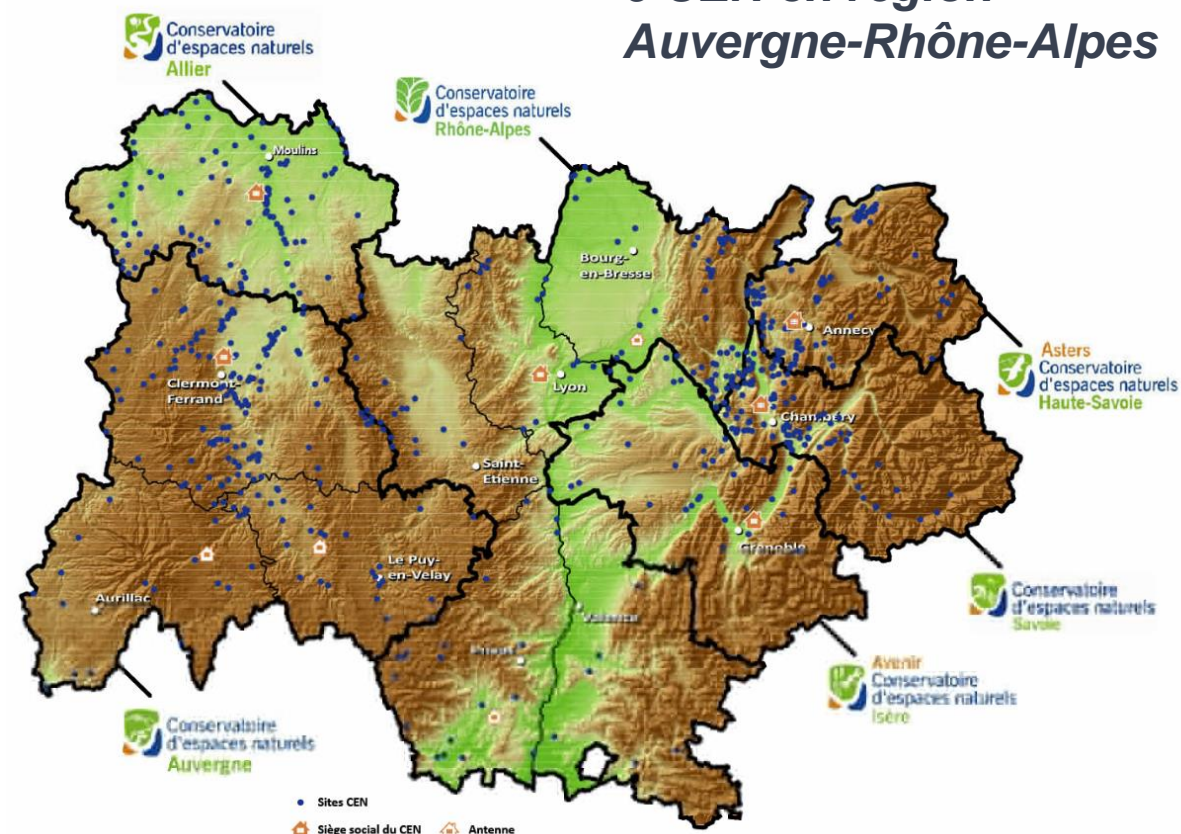 Auvergne-Rhône-Alpes
Conservatoire
d'espaces naturels
Allier
Conservatoire
d'espaces naturels
Rhône-Alpes
Moulins
Bourg-
en-Bresse
Annecy
Asters
Conservatoire
d'espaces naturels
Haute-Savoie
Clermont-
Ferrand
Lyon
Chambéry
Saint-
Etienne
Grenoble
Le Puy-
en-Velay
Aurillac
Valence
Privas
Conservatoire
d'espaces naturels
Savoie
Avenir
Conservatoire
d'espaces naturels
Isère
Conservatoire
d'espaces naturels
Auvergne
Sites CEN
Siège social du CEN
Antenne